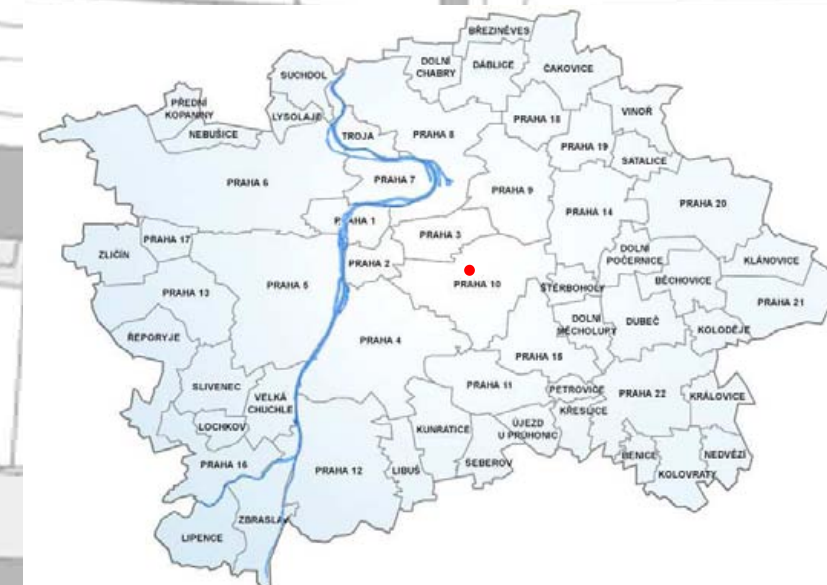 BŘEZINĚVES
DOLNÍ
CHABRY
ĎÁBLICE
ČAKOVICE
SUCHDOL
PŘEDNÍ
KOPANINY
NEBUŠICE
LYSOLAJE
TROJA
PRAHA 8
PRAHA 18
VINOŘ
PRAHA 19
SATALICE
PRAHA 6
PRAHA 7
PRAHA 9
PRAHA 14
PRAHA 20
PRAHA 1
PRAHA 3
PRAHA 17
ZLIČÍN
PRAHA 2
DOLNÍ
POČERNICE
KLÁNOVICE
PRAHA 13
PRAHA 5
PRAHA 10
ŠTĚRBOHOLY
BĚCHOVICE
PRAHA 21
ŘEPORYJE
PRAHA 4
DOLNÍ
MĚCHOLUPY
DUBEČ
KOLODĚJE
PRAHA 15
SLIVENEC
VELKÁ
CHUCHLE
PRAHA 11
PETROVICE
PRAHA 22
KRÁLOVICE
LOCHKOV
KŘESLICE
KUNRATICE
ÚJEZD
U PRŮHONIC
PRAHA 16
PRAHA 12
LIBUŠ
ŠEBEROV
BENICE
NEDVĚZÍ
KOLOVRATY
ZBRASLAV
LIPENCE